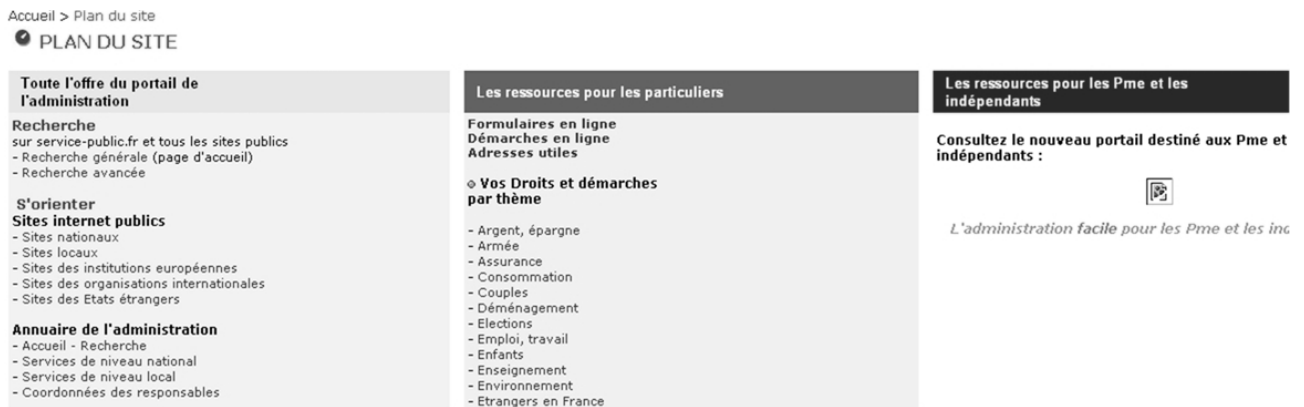 Accueil > Plan du site
PLAN DU SITE
Toute l'offre du portail de
l'administration
Recherche
sur service-public.fr et tous les sites publics
- Recherche générale (page d'accueil)
- Recherche avancée
S'orienter
Sites internet publics
- Sites nationaux
- Sites locaux
- Sites des institutions européennes
- Sites des organisations internationales
- Sites des Etats étrangers
Annuaire de l'administration
- Accueil - Recherche
- Services de niveau national
- Services de niveau local
- Coordonnées des responsables
Les ressources pour les particuliers
Formulaires en ligne
Démarches en ligne
Adresses utiles
Vos Droits et démarches
par thème
- Argent, épargne
- Armée
- Assurance
- Consommation
- Couples
- Déménagement
- Elections
- Emploi, travail
- Enfants
- Enseignement
- Environnement
- Etrangers en France
Les ressources pour les Pme et les
indépendants
Consultez le nouveau portail destiné aux Pme et
indépendants :
L'administration facile pour les Pme et les